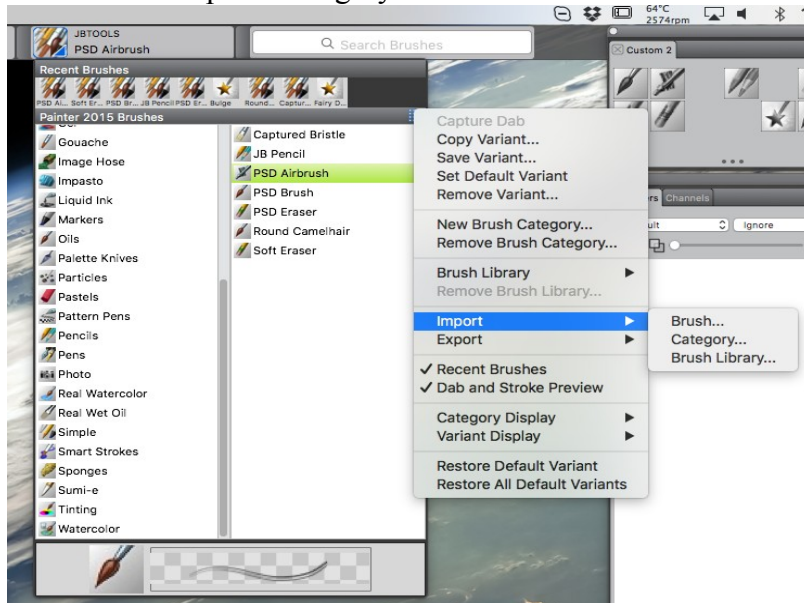 64°C
2574rpm
JBTOOLS
PSD Airbrush
Search Brushes
Custom 2
Recent Brushes
PSD Ai... Soft Er... PSD Br... JB Pencil PSD Er... Bulge Round... Captur... Fairy D...
Painter 2015 Brushes
Gouache
Image Hose
Impasto
Liquid Ink
Markers
Oils
Palette Knives
Particles
Pastels
Pattern Pens
Pencils
Pens
Photo
Real Watercolor
Real Wet Oil
Simple
Smart Strokes
Sponges
Sumi-e
Tinting
Watercolor
Captured Bristle
JB Pencil
PSD Airbrush
PSD Brush
PSD Eraser
Round Camelhair
Soft Eraser
Capture Dab
Copy Variant...
Save Variant...
Set Default Variant
Remove Variant...
New Brush Category...
Remove Brush Category...
Brush Library
Remove Brush Library...
Import
Export
✓ Recent Brushes
✓ Dab and Stroke Preview
Category Display
Variant Display
Restore Default Variant
Restore All Default Variants
Brush...
Category...
Brush Library...
Channels
Ignore